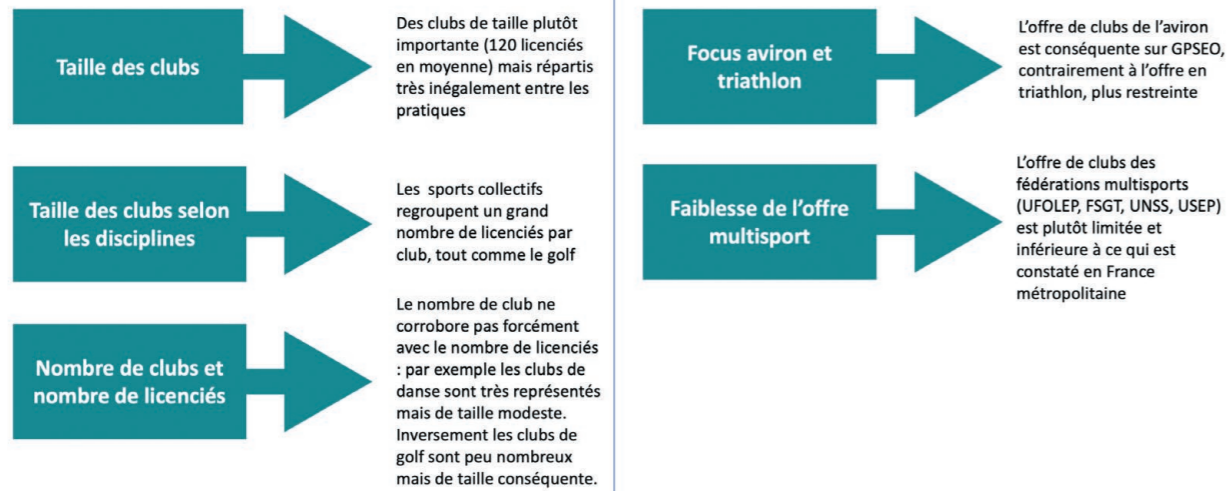 Taille des clubs
Des clubs de taille plutôt
importante (120 licenciés
en moyenne) mais répartis
très inégalement entre les
pratiques
Taille des clubs selon
les disciplines
Les sports collectifs
regroupent un grand
nombre de licenciés par
club, tout comme le golf
Nombre de clubs et
nombre de licenciés
Le nombre de club ne
corrobore pas forcément
avec le nombre de licenciés
: par exemple les clubs de
danse sont très représentés
mais de taille modeste.
Inversement les clubs de
golf sont peu nombreux
mais de taille conséquente.
Focus aviron et
triathlon
L’offre de clubs de l’aviron
est conséquente sur GPSEO,
contrairement à l’offre en
triathlon, plus restreinte
Faiblesse de l’offre
multisport
L’offre de clubs des
fédérations multisports
(UFOLEP, FSGT, UNSS, USEP)
est plutôt limitée et
inférieure à ce qui est
constaté en France
métropolitaine